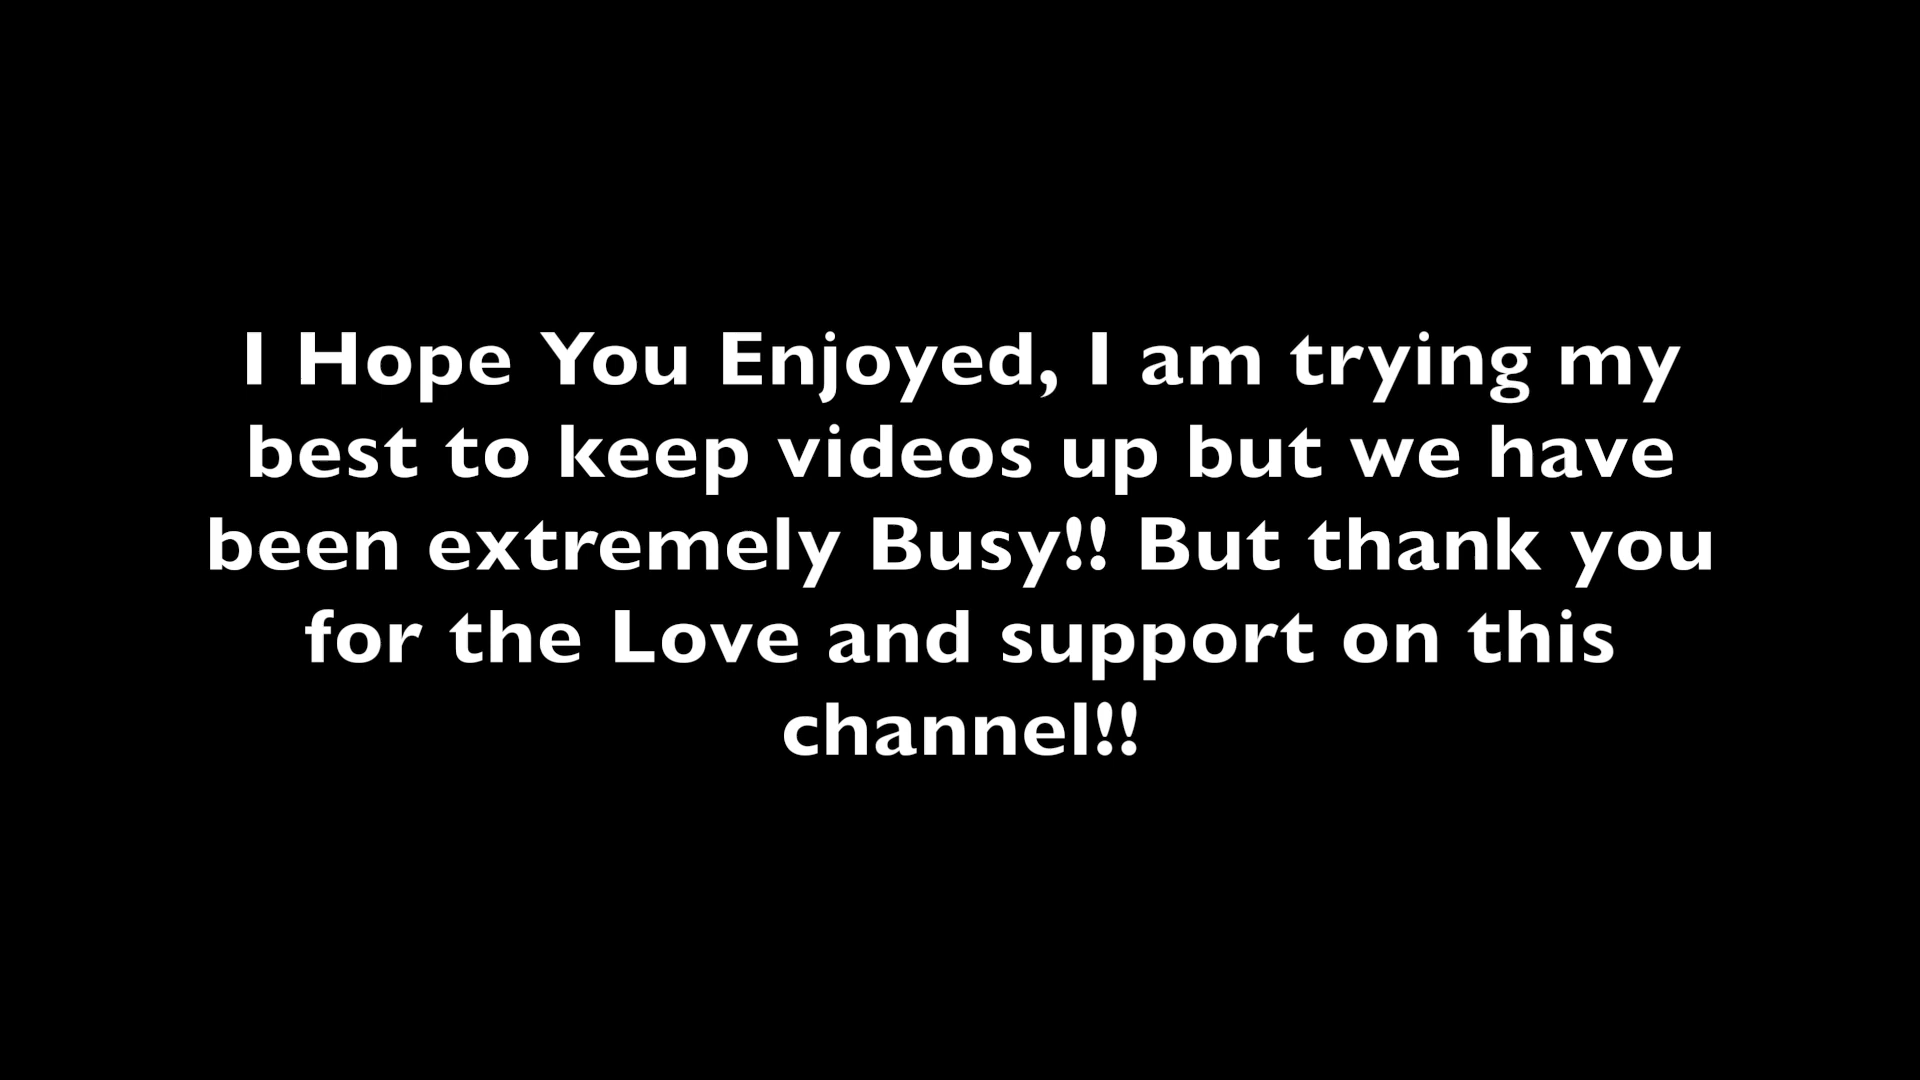 I Hope You Enjoyed, I am trying my
best to keep videos up but we have
been extremely Busy!! But thank you
for the Love and support on this
channel!!